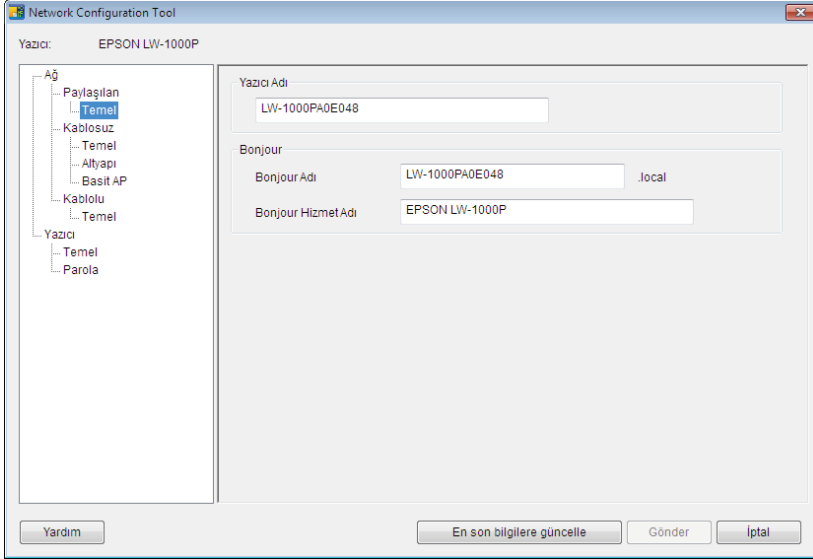 Network Configuration Tool
Yazıcı: EPSON LW-1000P
Ağ
Paylaşılan
Temel
Kablosuz
Temel
Altyapı
Basit AP
Kablolu
Temel
Yazıcı
Temel
Parola
Yazıcı Adı
LW-1000PA0E048
Bonjour
Bonjour Adı LW-1000PA0E048 .local
Bonjour Hizmet Adı EPSON LW-1000P
Yardım En son bilgilere güncelle Gönder İptal